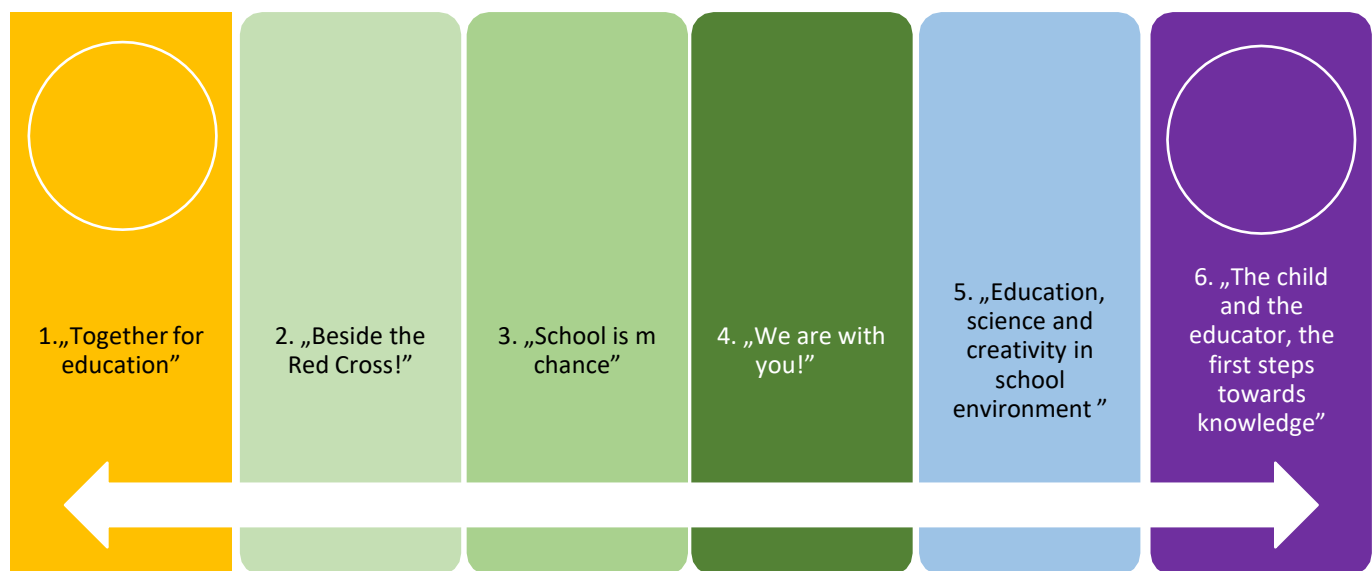 1.„Together for
education”
2. „Beside the
Red Cross!”
3. „School is m
chance”
4. „We are with
you!”
5. „Education,
science and
creativity in
school
environment ”
6. „The child
and the
educator, the
first steps
towards
knowledge”